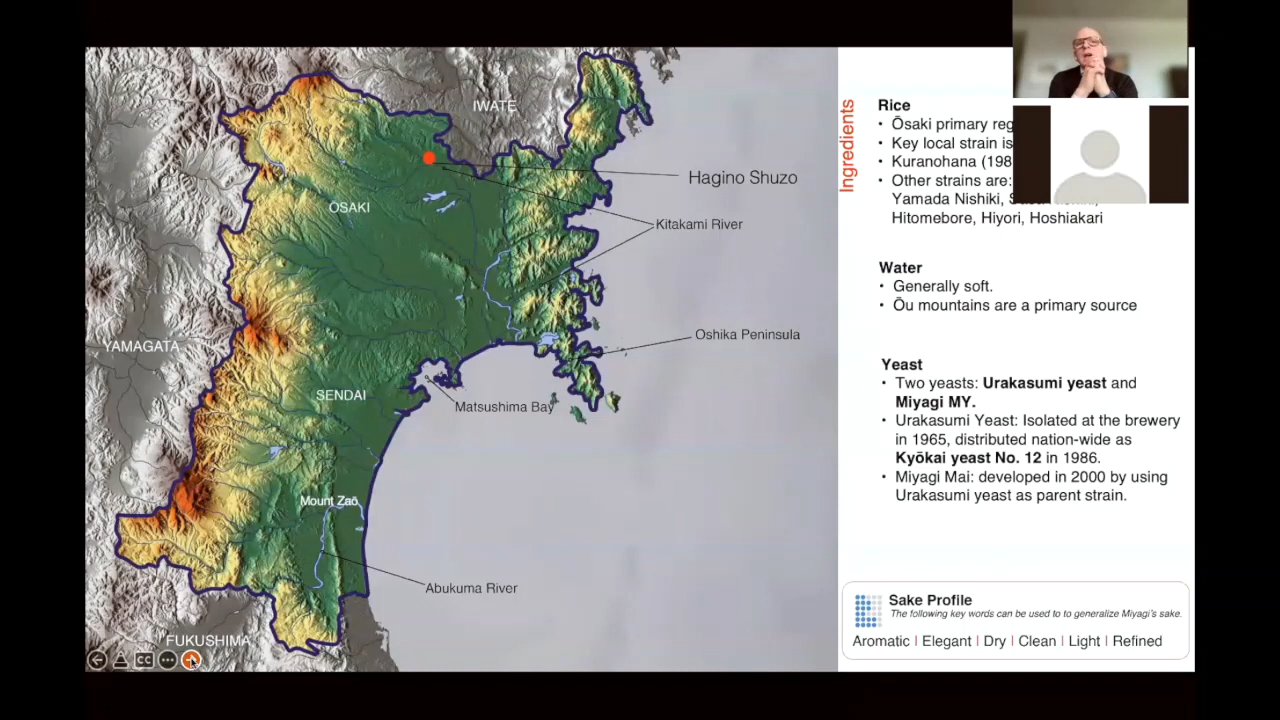 IWATE
Hagino Shuzo
OSAKI
Kitakami River
YAMAGATA
Oshika Peninsula
SENDAI
Matsushima Bay
Mount Zaō
Abukuma River
FUKUSHIMA
CC
Ingredients
Rice
• Ōsaki primary reg
• Key local strain is
• Kuranohana (198
• Other strains are:
Yamada Nishiki,
Hitomebore, Hiyori, Hoshiakari
Water
• Generally soft.
• Ōu mountains are a primary source
Yeast
• Two yeasts: Urakasumi yeast and
Miyagi MY.
• Urakasumi Yeast: Isolated at the brewery
in 1965, distributed nation-wide as
Kyōkai yeast No. 12 in 1986.
• Miyagi Mai: developed in 2000 by using
Urakasumi yeast as parent strain.
Sake Profile
The following key words can be used to to generalize Miyagi's sake.
Aromatic | Elegant | Dry | Clean | Light | Refined